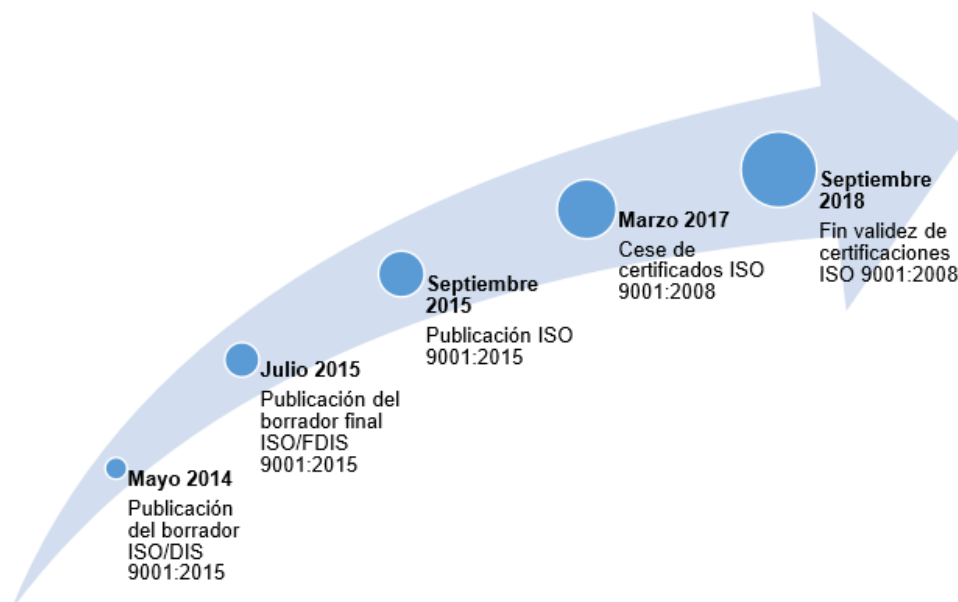 Mayo 2014
Publicación
del borrador
ISO/DIS
9001:2015
Julio 2015
Publicación del
borrador final
ISO/FDIS
9001:2015
Septiembre
2015
Publicación ISO
9001:2015
Marzo 2017
Cese de
certificados ISO
9001:2008
Septiembre
2018
Fin validez de
certificaciones
ISO 9001:2008